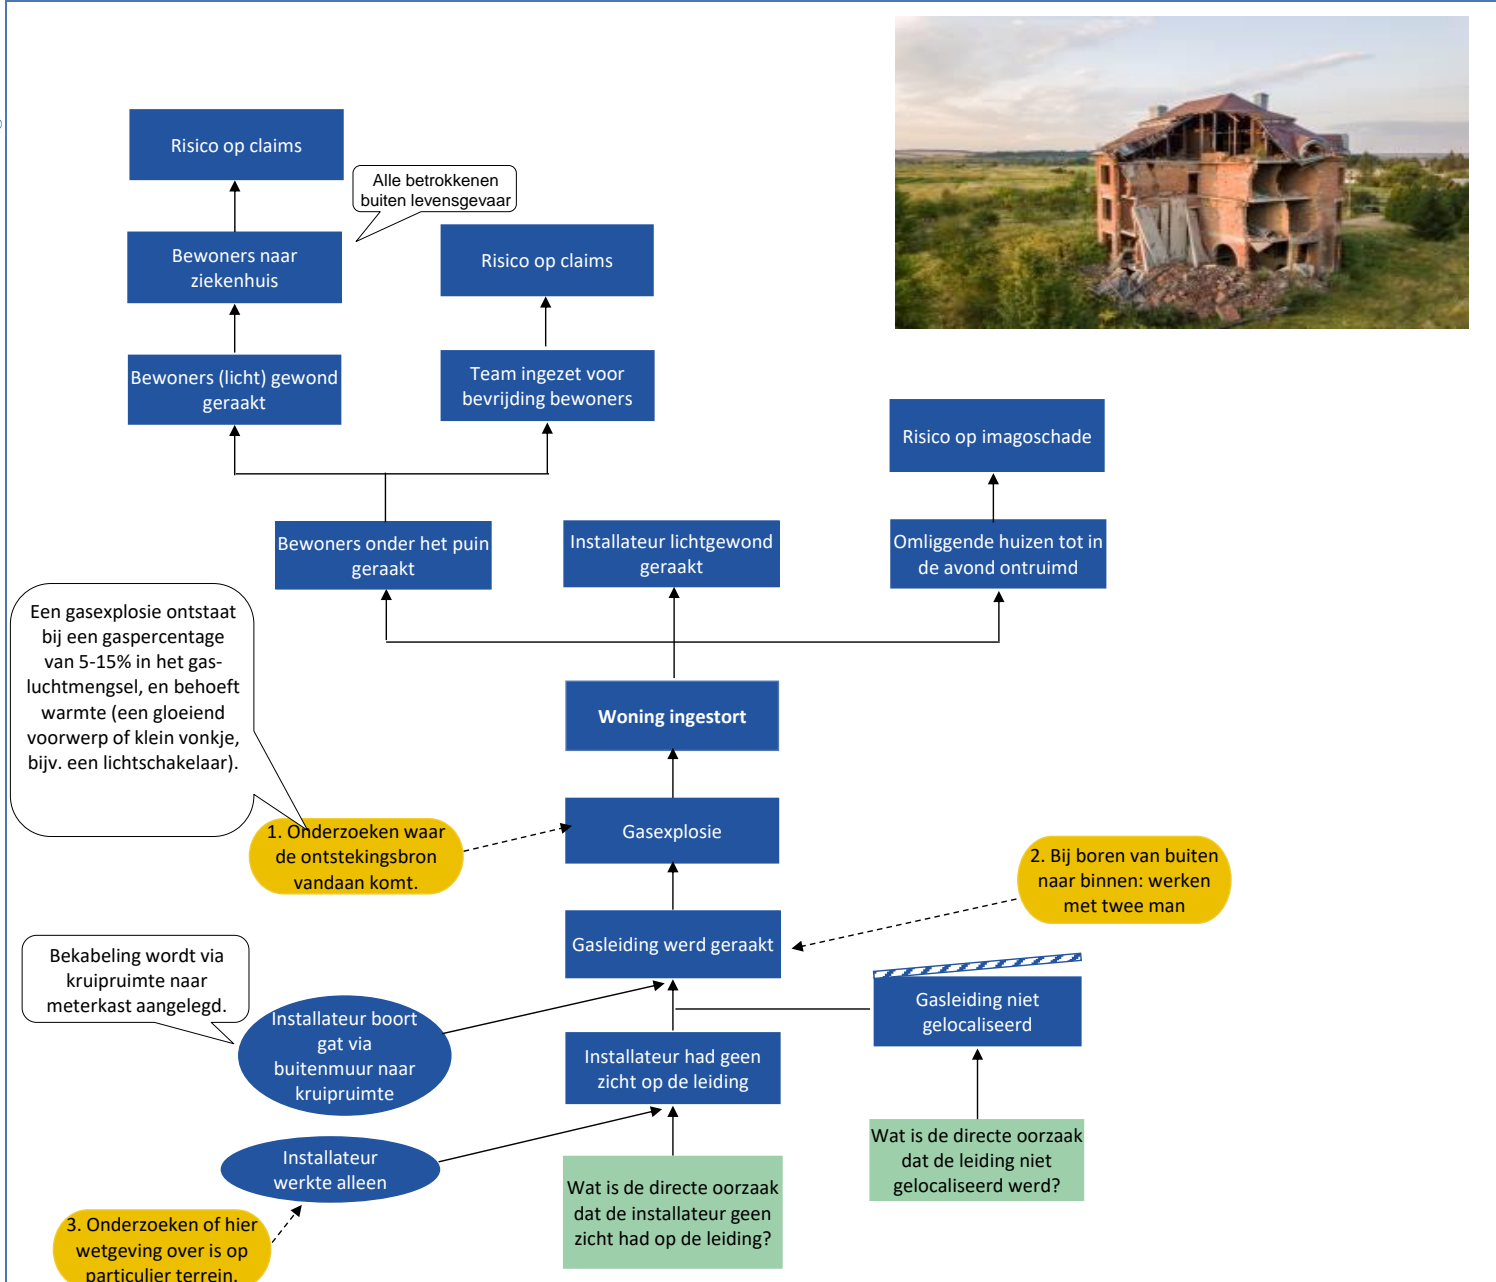 Risico op claims
Alle betrokkenen
buiten levensgevaar
Bewoners naar
ziekenhuis
Risico op claims
Bewoners (licht) gewond
geraakt
Team ingezet voor
bevrijding bewoners
Risico op imagoschade
Bewoners onder het puin
geraakt
Installateur lichtgewond
geraakt
Omliggende huizen tot in
de avond ontruimd
Een gasexplosie ontstaat
bij een gaspercentage
van 5-15% in het gas-
luchtmengsel, en behoeft
warmte (een gloeiend
voorwerp of klein vonkje,
bijv. een lichtschakelaar).
Woning ingestort
Gasexplosie
1. Onderzoeken waar
de ontstekingsbron
vandaan komt.
2. Bij boren van buiten
naar binnen: werken
met twee man
Gasleiding werd geraakt
Bekabeling wordt via
kruipruimte naar
meterkast aangelegd.
Gasleiding niet
gelocaliseerd
Installateur boort
gat via
buitenmuur naar
kruipruimte
Installateur had geen
zicht op de leiding
Wat is de directe oorzaak
dat de leiding niet
gelocaliseerd werd?
Installateur
werkte alleen
Wat is de directe oorzaak
dat de installateur geen
zicht had op de leiding?
3. Onderzoeken of hier
wetgeving over is op
particulier terrein.